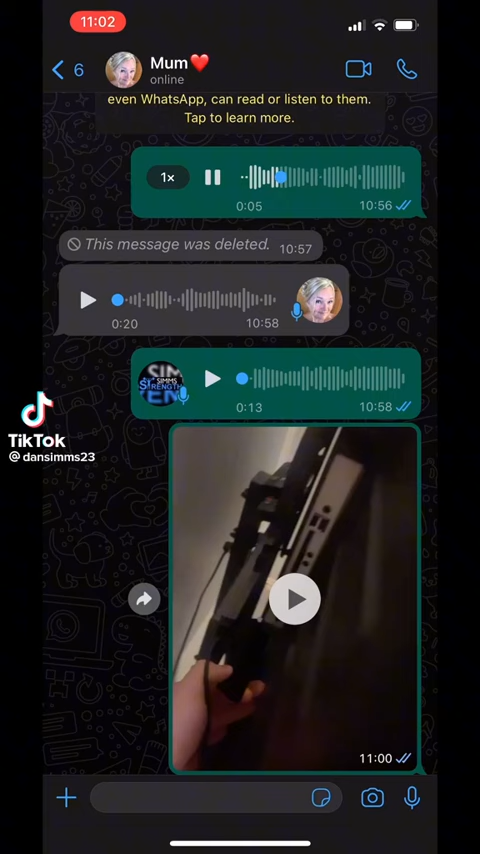 11:02
6
Mum❤️
online
even WhatsApp, can read or listen to them.
Tap to learn more.
1×
0:05
10:56
This message was deleted. 10:57
0:20
10:58
SIMMS
STRENGTH
0:13
10:58
TikTok
@dansimms23
11:00